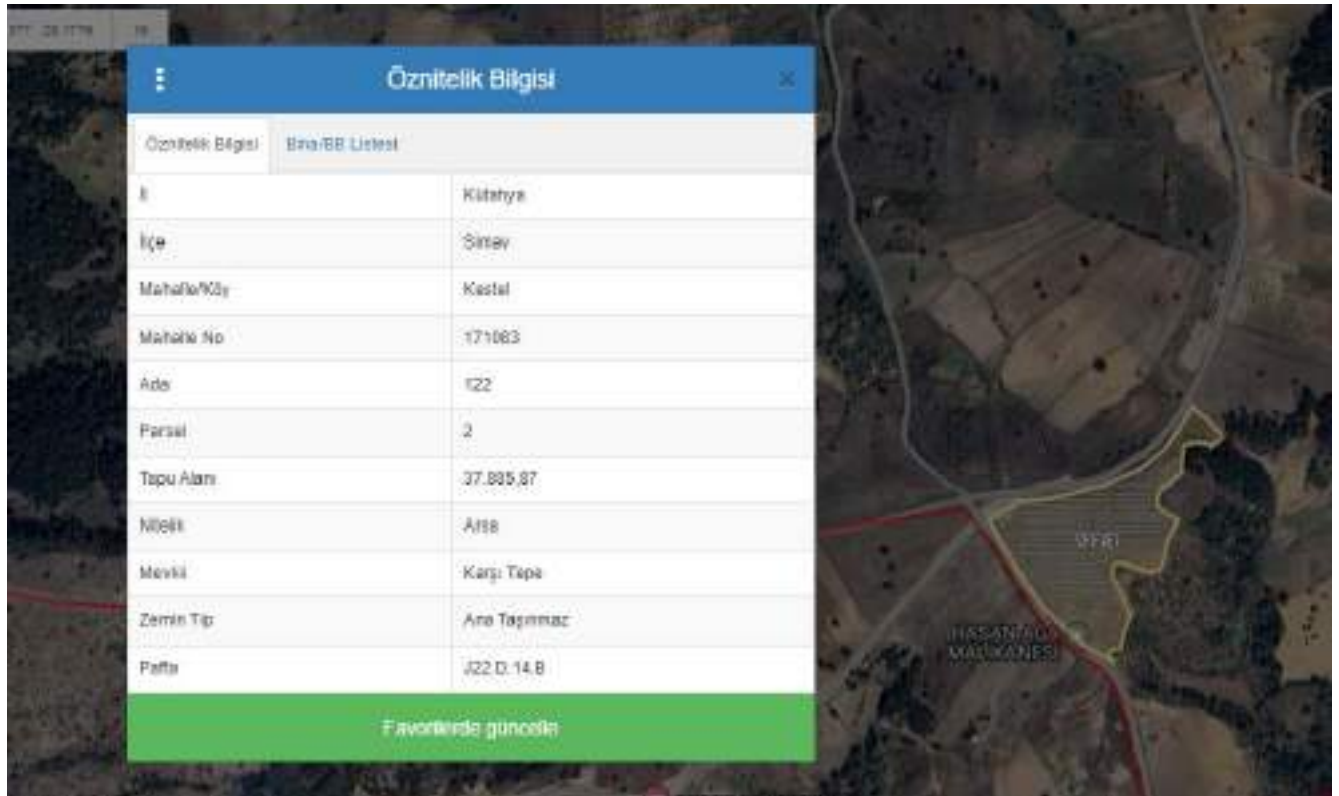 Öznitelik Bilgisi
Öznitelik Bilgisi Bina/BB Listesi
İl Kütahya
İlçe Simav
Mahalle/Köy Kestel
Mahalle No 171083
Ada 122
Parsel 2
Tapu Alanı 37.885,87
Nitelik Arsa
Mevkii Karşı Tepe
Zemin Tip Ana Taşınmaz
Pafta J22.D.14.B
HASAN AĞA
MALİKANESİ
Favorilerde güncelle